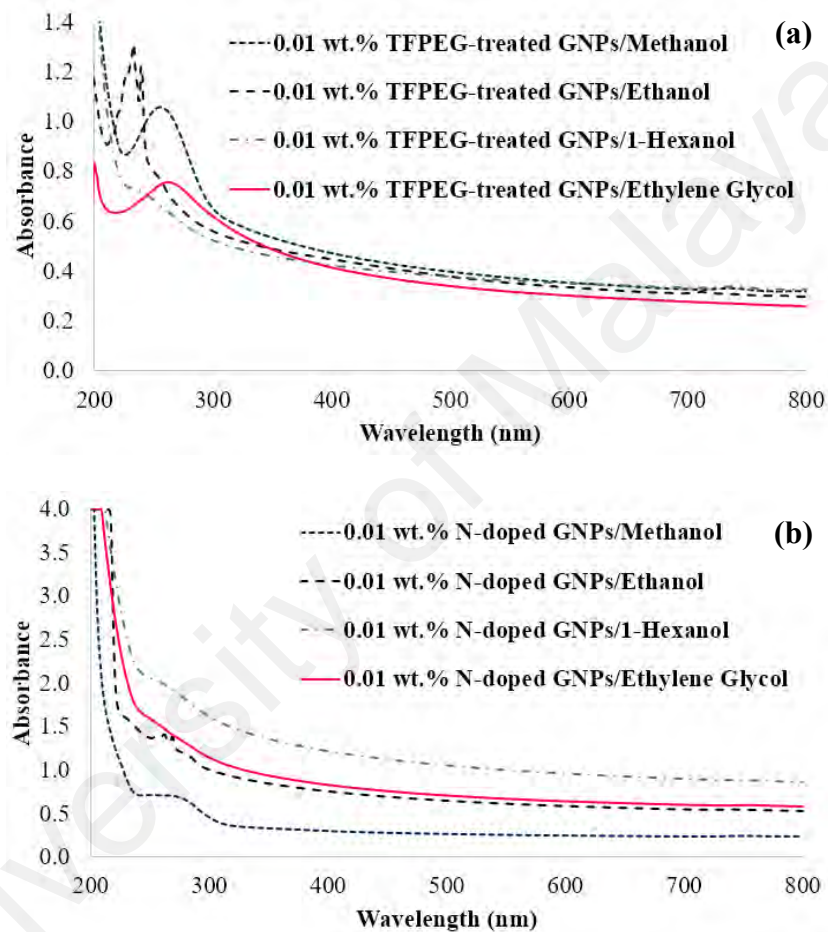 (a)
0.01 wt.% TFPEG-treated GNPs/Methanol
0.01 wt.% TFPEG-treated GNPs/Ethanol
0.01 wt.% TFPEG-treated GNPs/1-Hexanol
0.01 wt.% TFPEG-treated GNPs/Ethylene Glycol
Absorbance
1.4
1.2
1.0
0.8
0.6
0.4
0.2
0.0
200 300 400 500 600 700 800
Wavelength (nm)
(b)
0.01 wt.% N-doped GNPs/Methanol
0.01 wt.% N-doped GNPs/Ethanol
0.01 wt.% N-doped GNPs/1-Hexanol
0.01 wt.% N-doped GNPs/Ethylene Glycol
Absorbance
4.0
3.5
3.0
2.5
2.0
1.5
1.0
0.5
0.0
200 300 400 500 600 700 800
Wavelength (nm)
versity of Malaya